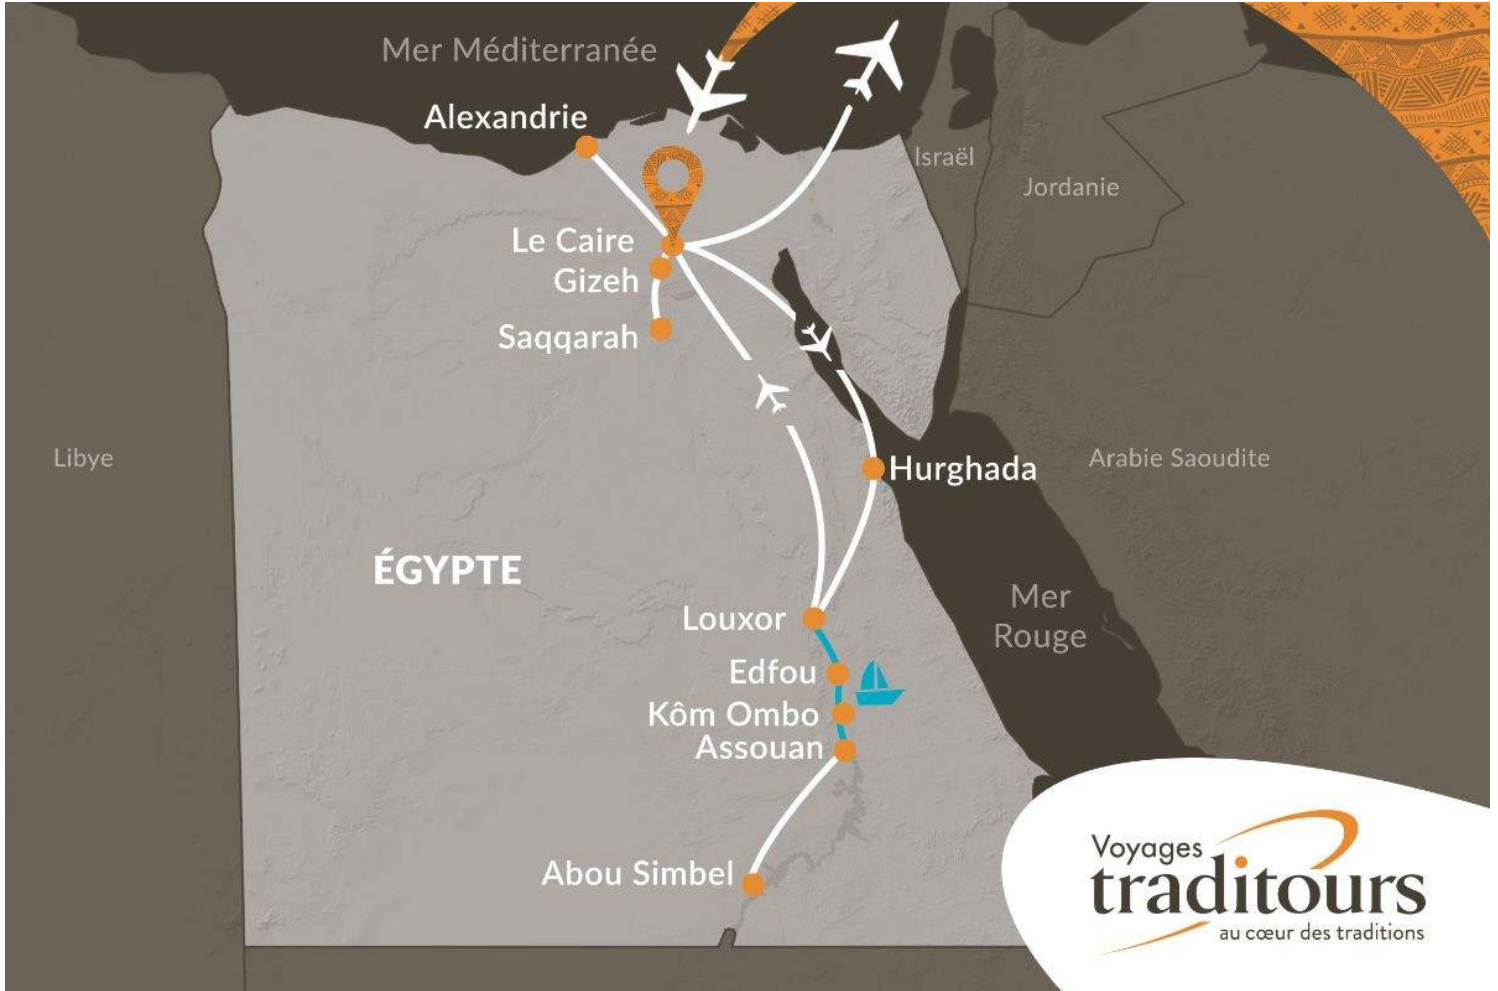 Mer Méditerranée
Alexandrie
Israël
Jordanie
Le Caire
Gizeh
Saqqarah
Libye
Hurghada
Arabie Saoudite
ÉGYPTE
Mer
Rouge
Louxor
Edfou
Kôm Ombo
Assouan
Abou Simbel
Voyages
traditours
au cœur des traditions